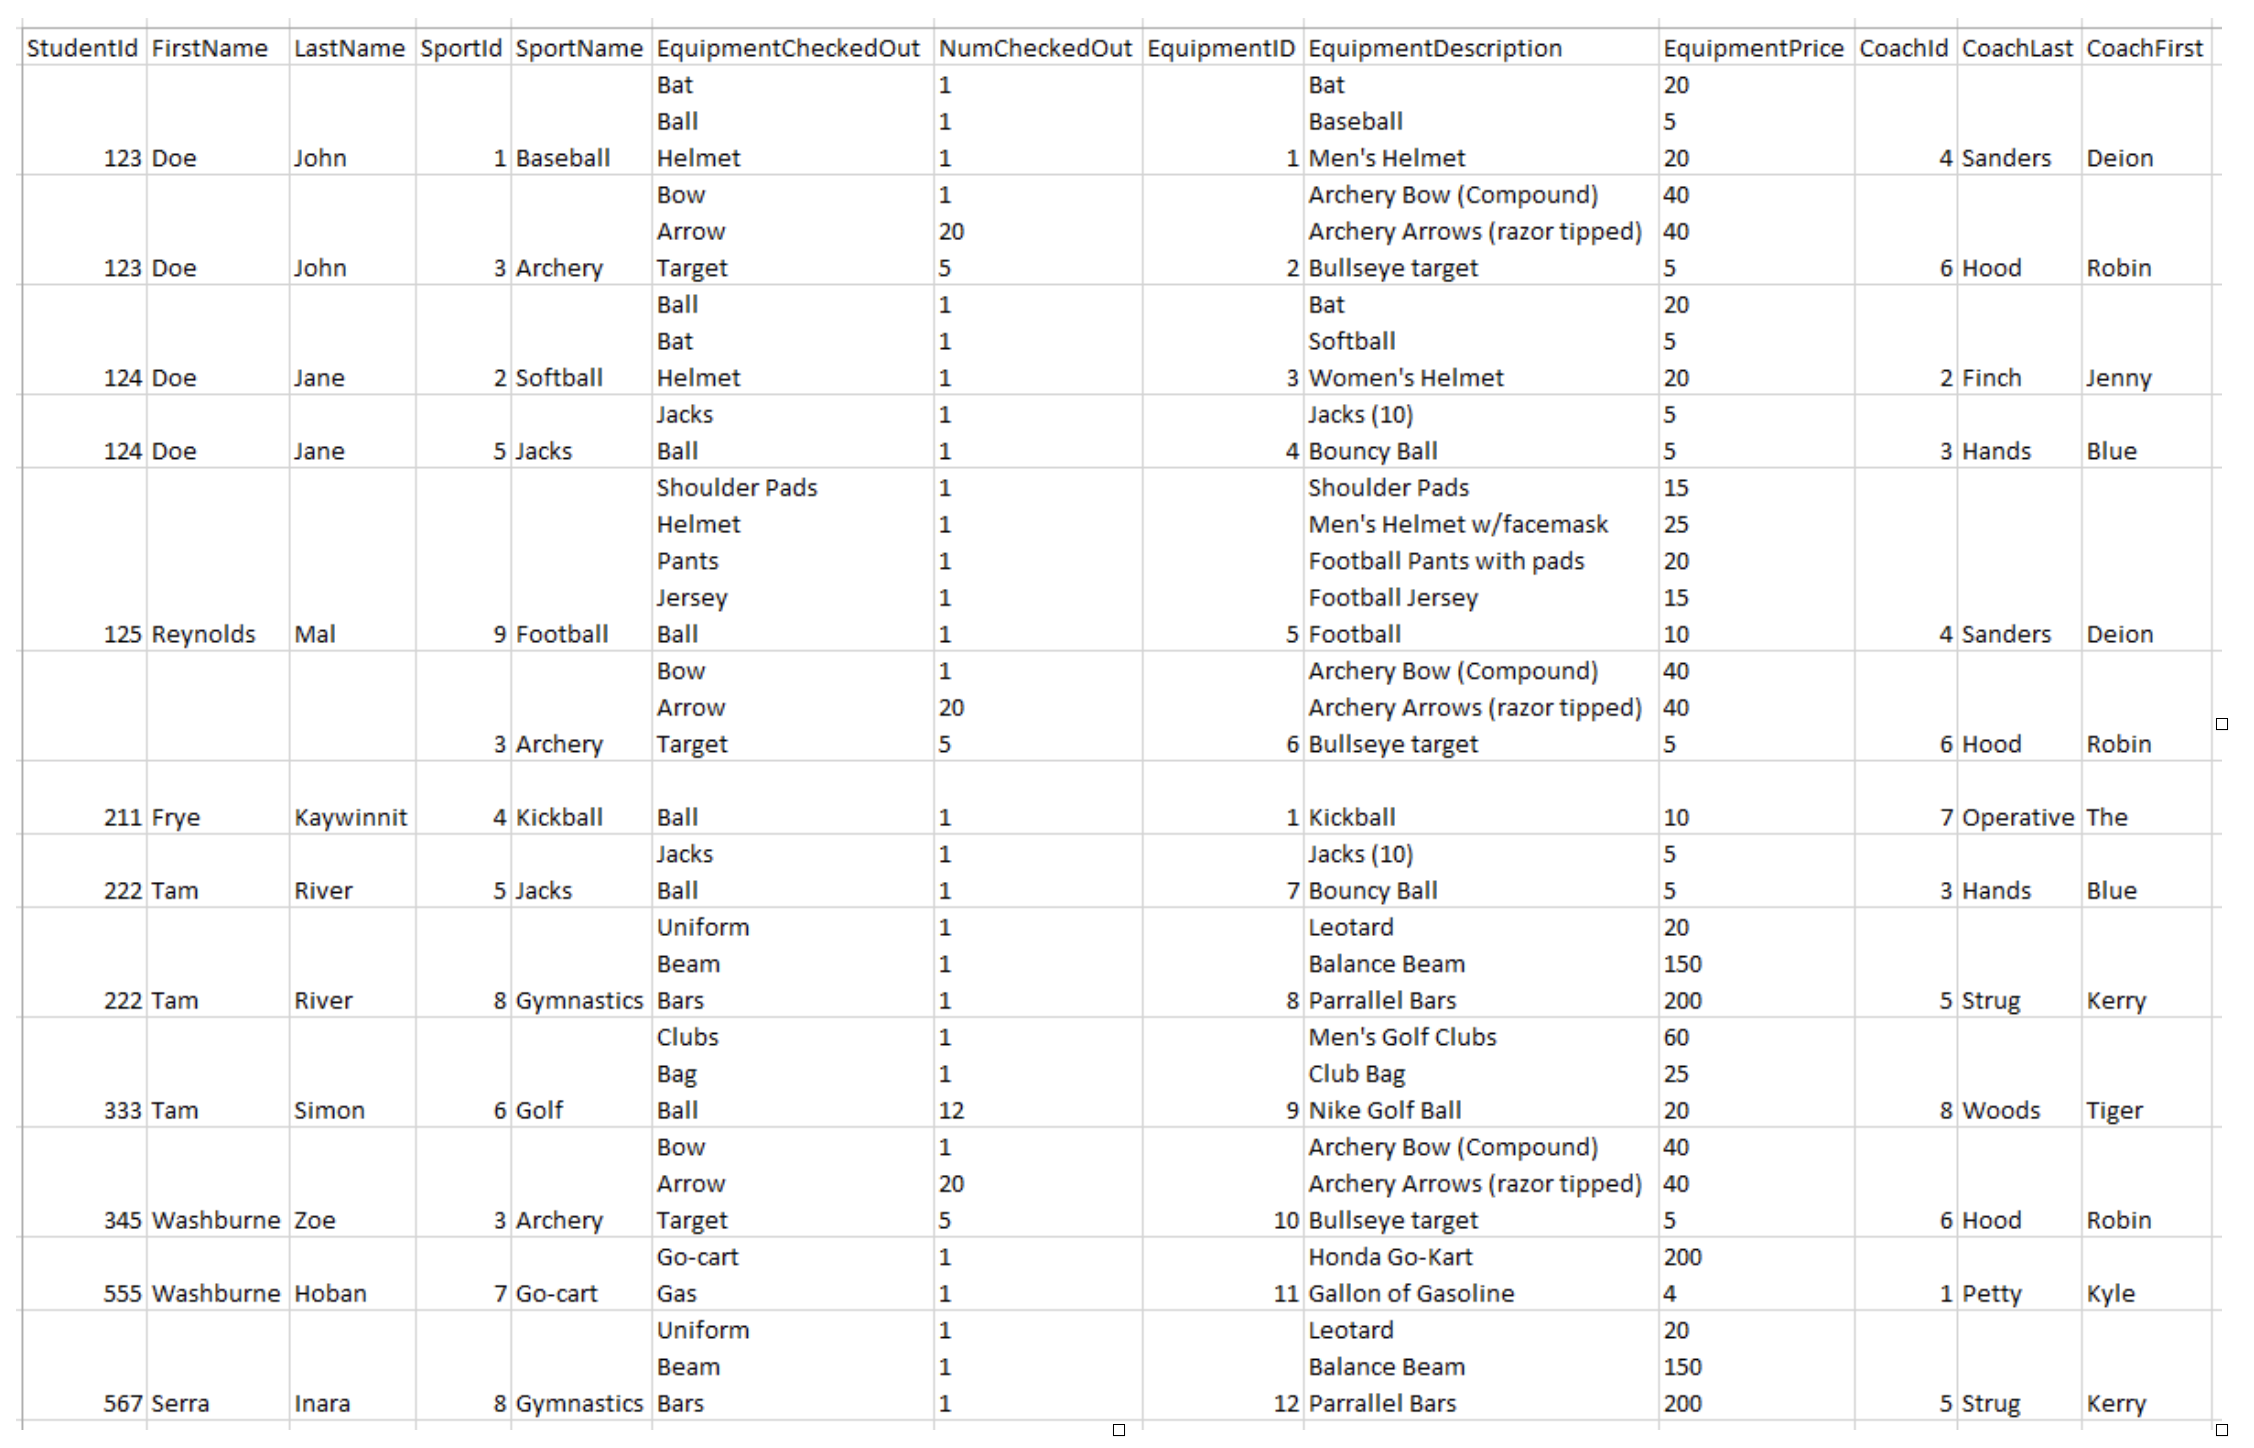 StudentId FirstName LastName SportId SportName EquipmentCheckedOut NumCheckedOut EquipmentID EquipmentDescription EquipmentPrice CoachId CoachLast CoachFirst
Bat 1 Bat 20
Ball 1 Baseball 5
123 Doe John 1 Baseball Helmet 1 1 Men's Helmet 20 4 Sanders Deion
Bow 1 Archery Bow (Compound) 40
Arrow 20 Archery Arrows (razor tipped) 40
123 Doe John 3 Archery Target 5 2 Bullseye target 5 6 Hood Robin
Ball 1 Bat 20
Bat 1 Softball 5
124 Doe Jane 2 Softball Helmet 1 3 Women's Helmet 20 2 Finch Jenny
Jacks 1 Jacks (10) 5
124 Doe Jane 5 Jacks Ball 1 4 Bouncy Ball 5 3 Hands Blue
Shoulder Pads 1 Shoulder Pads 15
Helmet 1 Men's Helmet w/facemask 25
Pants 1 Football Pants with pads 20
Jersey 1 Football Jersey 15
125 Reynolds Mal 9 Football Ball 1 5 Football 10 4 Sanders Deion
Bow 1 Archery Bow (Compound) 40
Arrow 20 Archery Arrows (razor tipped) 40
3 Archery Target 5 6 Bullseye target 5 6 Hood Robin
211 Frye Kaywinnit 4 Kickball Ball 1 1 Kickball 10 7 Operative The
Jacks 1 Jacks (10) 5
222 Tam River 5 Jacks Ball 1 7 Bouncy Ball 5 3 Hands Blue
Uniform 1 Leotard 20
Beam 1 Balance Beam 150
222 Tam River 8 Gymnastics Bars 1 8 Parrallel Bars 200 5 Strug Kerry
Clubs 1 Men's Golf Clubs 60
Bag 1 Club Bag 25
333 Tam Simon 6 Golf Ball 12 9 Nike Golf Ball 20 8 Woods Tiger
Bow 1 Archery Bow (Compound) 40
Arrow 20 Archery Arrows (razor tipped) 40
345 Washburne Zoe 3 Archery Target 5 10 Bullseye target 5 6 Hood Robin
Go-cart 1 Honda Go-Kart 200
555 Washburne Hoban 7 Go-cart Gas 1 11 Gallon of Gasoline 4 1 Petty Kyle
Uniform 1 Leotard 20
Beam 1 Balance Beam 150
567 Serra Inara 8 Gymnastics Bars 1 12 Parrallel Bars 200 5 Strug Kerry